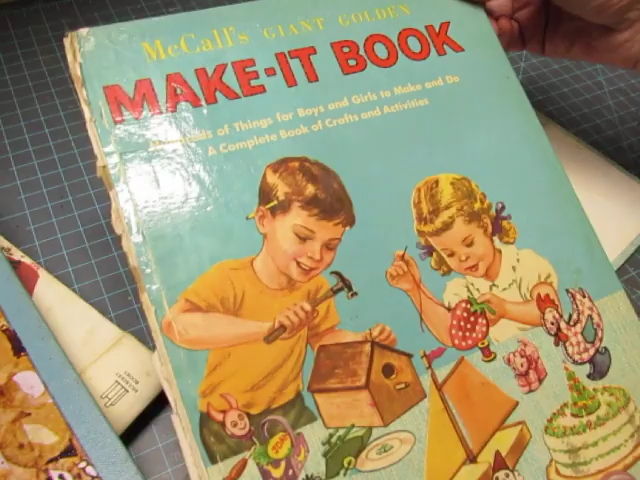 McCall's GIANT GOLDEN
MAKE-IT BOOK
of Things for Boys and Girls to Make and Do
A Complete Book of Crafts and Activities